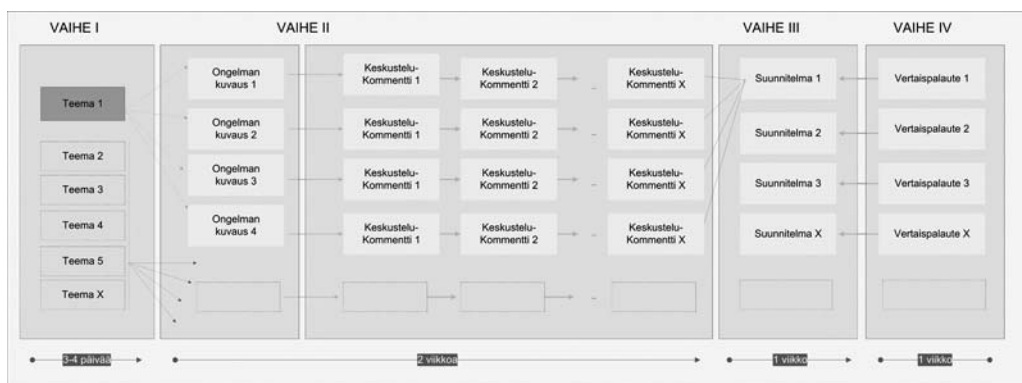 VAIHE I
VAIHE II
VAIHE III
VAIHE IV
Teema 1
Teema 2
Teema 3
Teema 4
Teema 5
Teema X
Ongelman
kuvaus 1
Keskustelu-
Kommentti 1
Keskustelu-
Kommentti 2
..
Keskustelu-
Kommentti X
Suunnitelma 1
Vertaispalaute 1
Ongelman
kuvaus 2
Keskustelu-
Kommentti 1
Keskustelu-
Kommentti 2
..
Keskustelu-
Kommentti X
Suunnitelma 2
Vertaispalaute 2
Ongelman
kuvaus 3
Keskustelu-
Kommentti 1
Keskustelu-
Kommentti 2
..
Keskustelu-
Kommentti X
Suunnitelma 3
Vertaispalaute 3
Ongelman
kuvaus 4
Keskustelu-
Kommentti 1
Keskustelu-
Kommentti 2
..
Keskustelu-
Kommentti X
Suunnitelma X
Vertaispalaute X
..
3-4 päivää
2 viikkoa
1 viikko
1 viikko